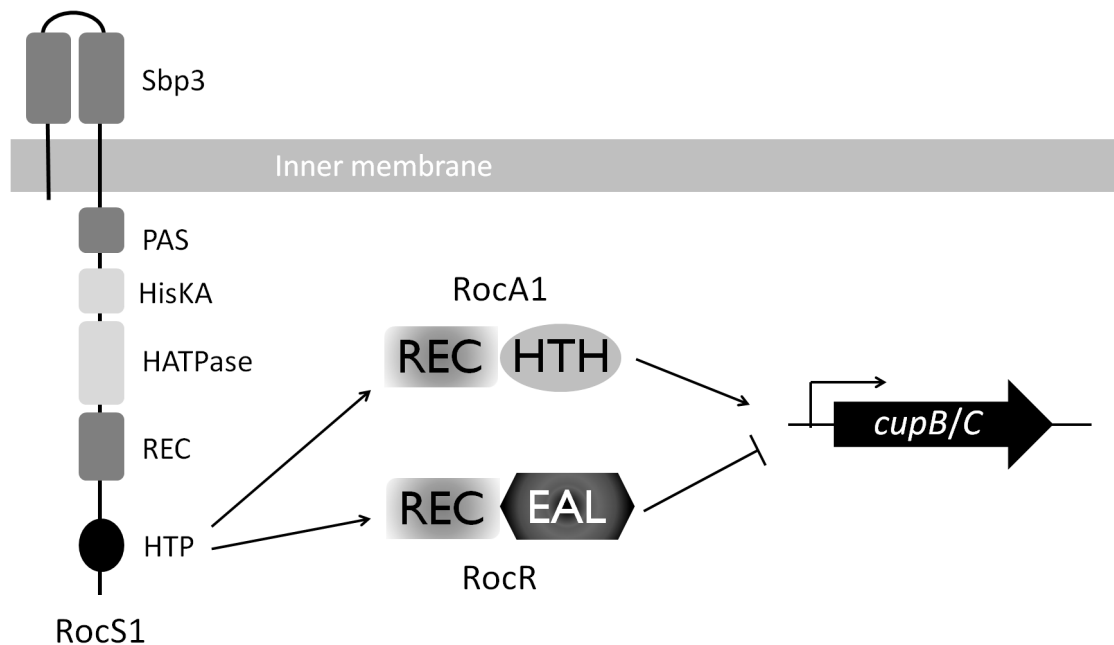 Sbp3
Inner membrane
PAS
HisKA
HATPase
REC
HTP
RocS1
RocA1
REC HTH
REC EAL
RocR
cupB/C